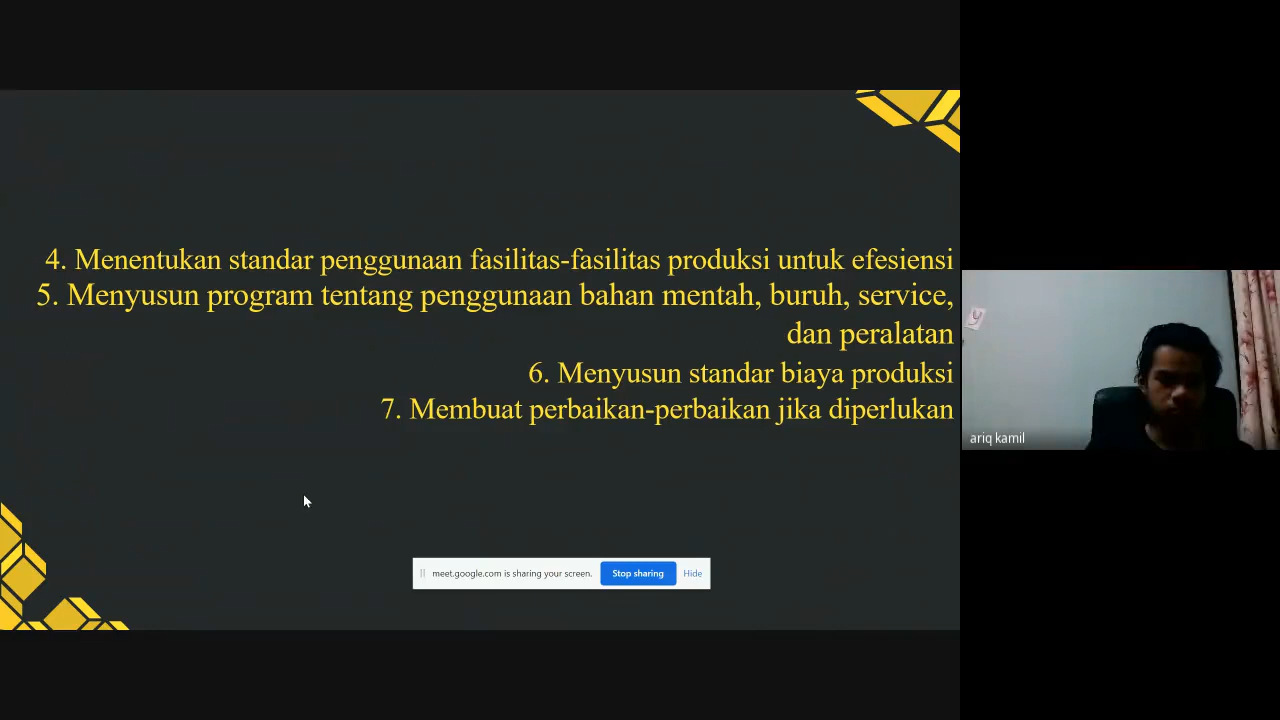 4. Menentukan standar penggunaan fasilitas-fasilitas produksi untuk efesiensi
5. Menyusun program tentang penggunaan bahan mentah, buruh, service,
dan peralatan
6. Menyusun standar biaya produksi
7. Membuat perbaikan-perbaikan jika diperlukan
meet.google.com is sharing your screen. Stop sharing Hide
y
ariq kamil